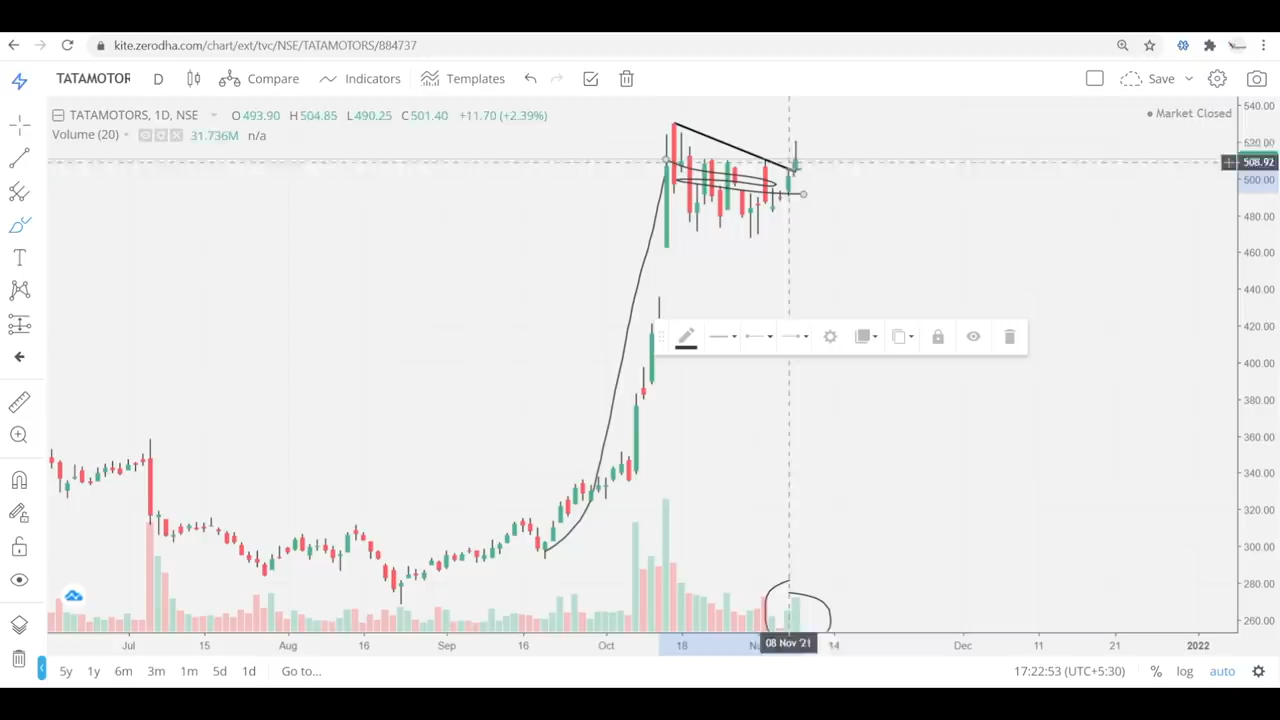 kite.zerodha.com/chart/ext/tvc/NSE/TATAMOTORS/884737
TATAMOTOR D Compare Indicators Templates Save
TATAMOTORS, 1D, NSE O493.90 H504.85 L490.25 C501.40 +11.70 (+2.39%)
Market Closed
Volume (20) 31.736M n/a
540.00
520.00
508.92
500.00
480.00
460.00
440.00
420.00
400.00
380.00
360.00
340.00
320.00
300.00
280.00
260.00
Jul 15 Aug 16 Sep 16 Oct 18 08 Nov '21 14 Dec 11 21 2022
5y 1y 6m 3m 1m 5d 1d Go to... 17:22:53 (UTC+5:30) % log auto